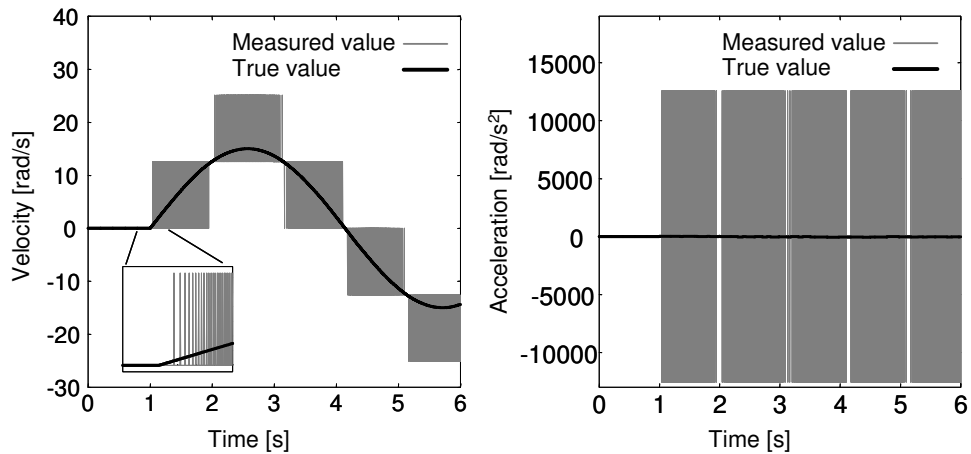 40
30
20
10
0
-10
-20
-30
0 1 2 3 4 5 6
Velocity [rad/s]
Time [s]
Measured value
True value
15000
10000
5000
0
-5000
-10000
0 1 2 3 4 5 6
Acceleration [rad/s²]
Time [s]
Measured value
True value